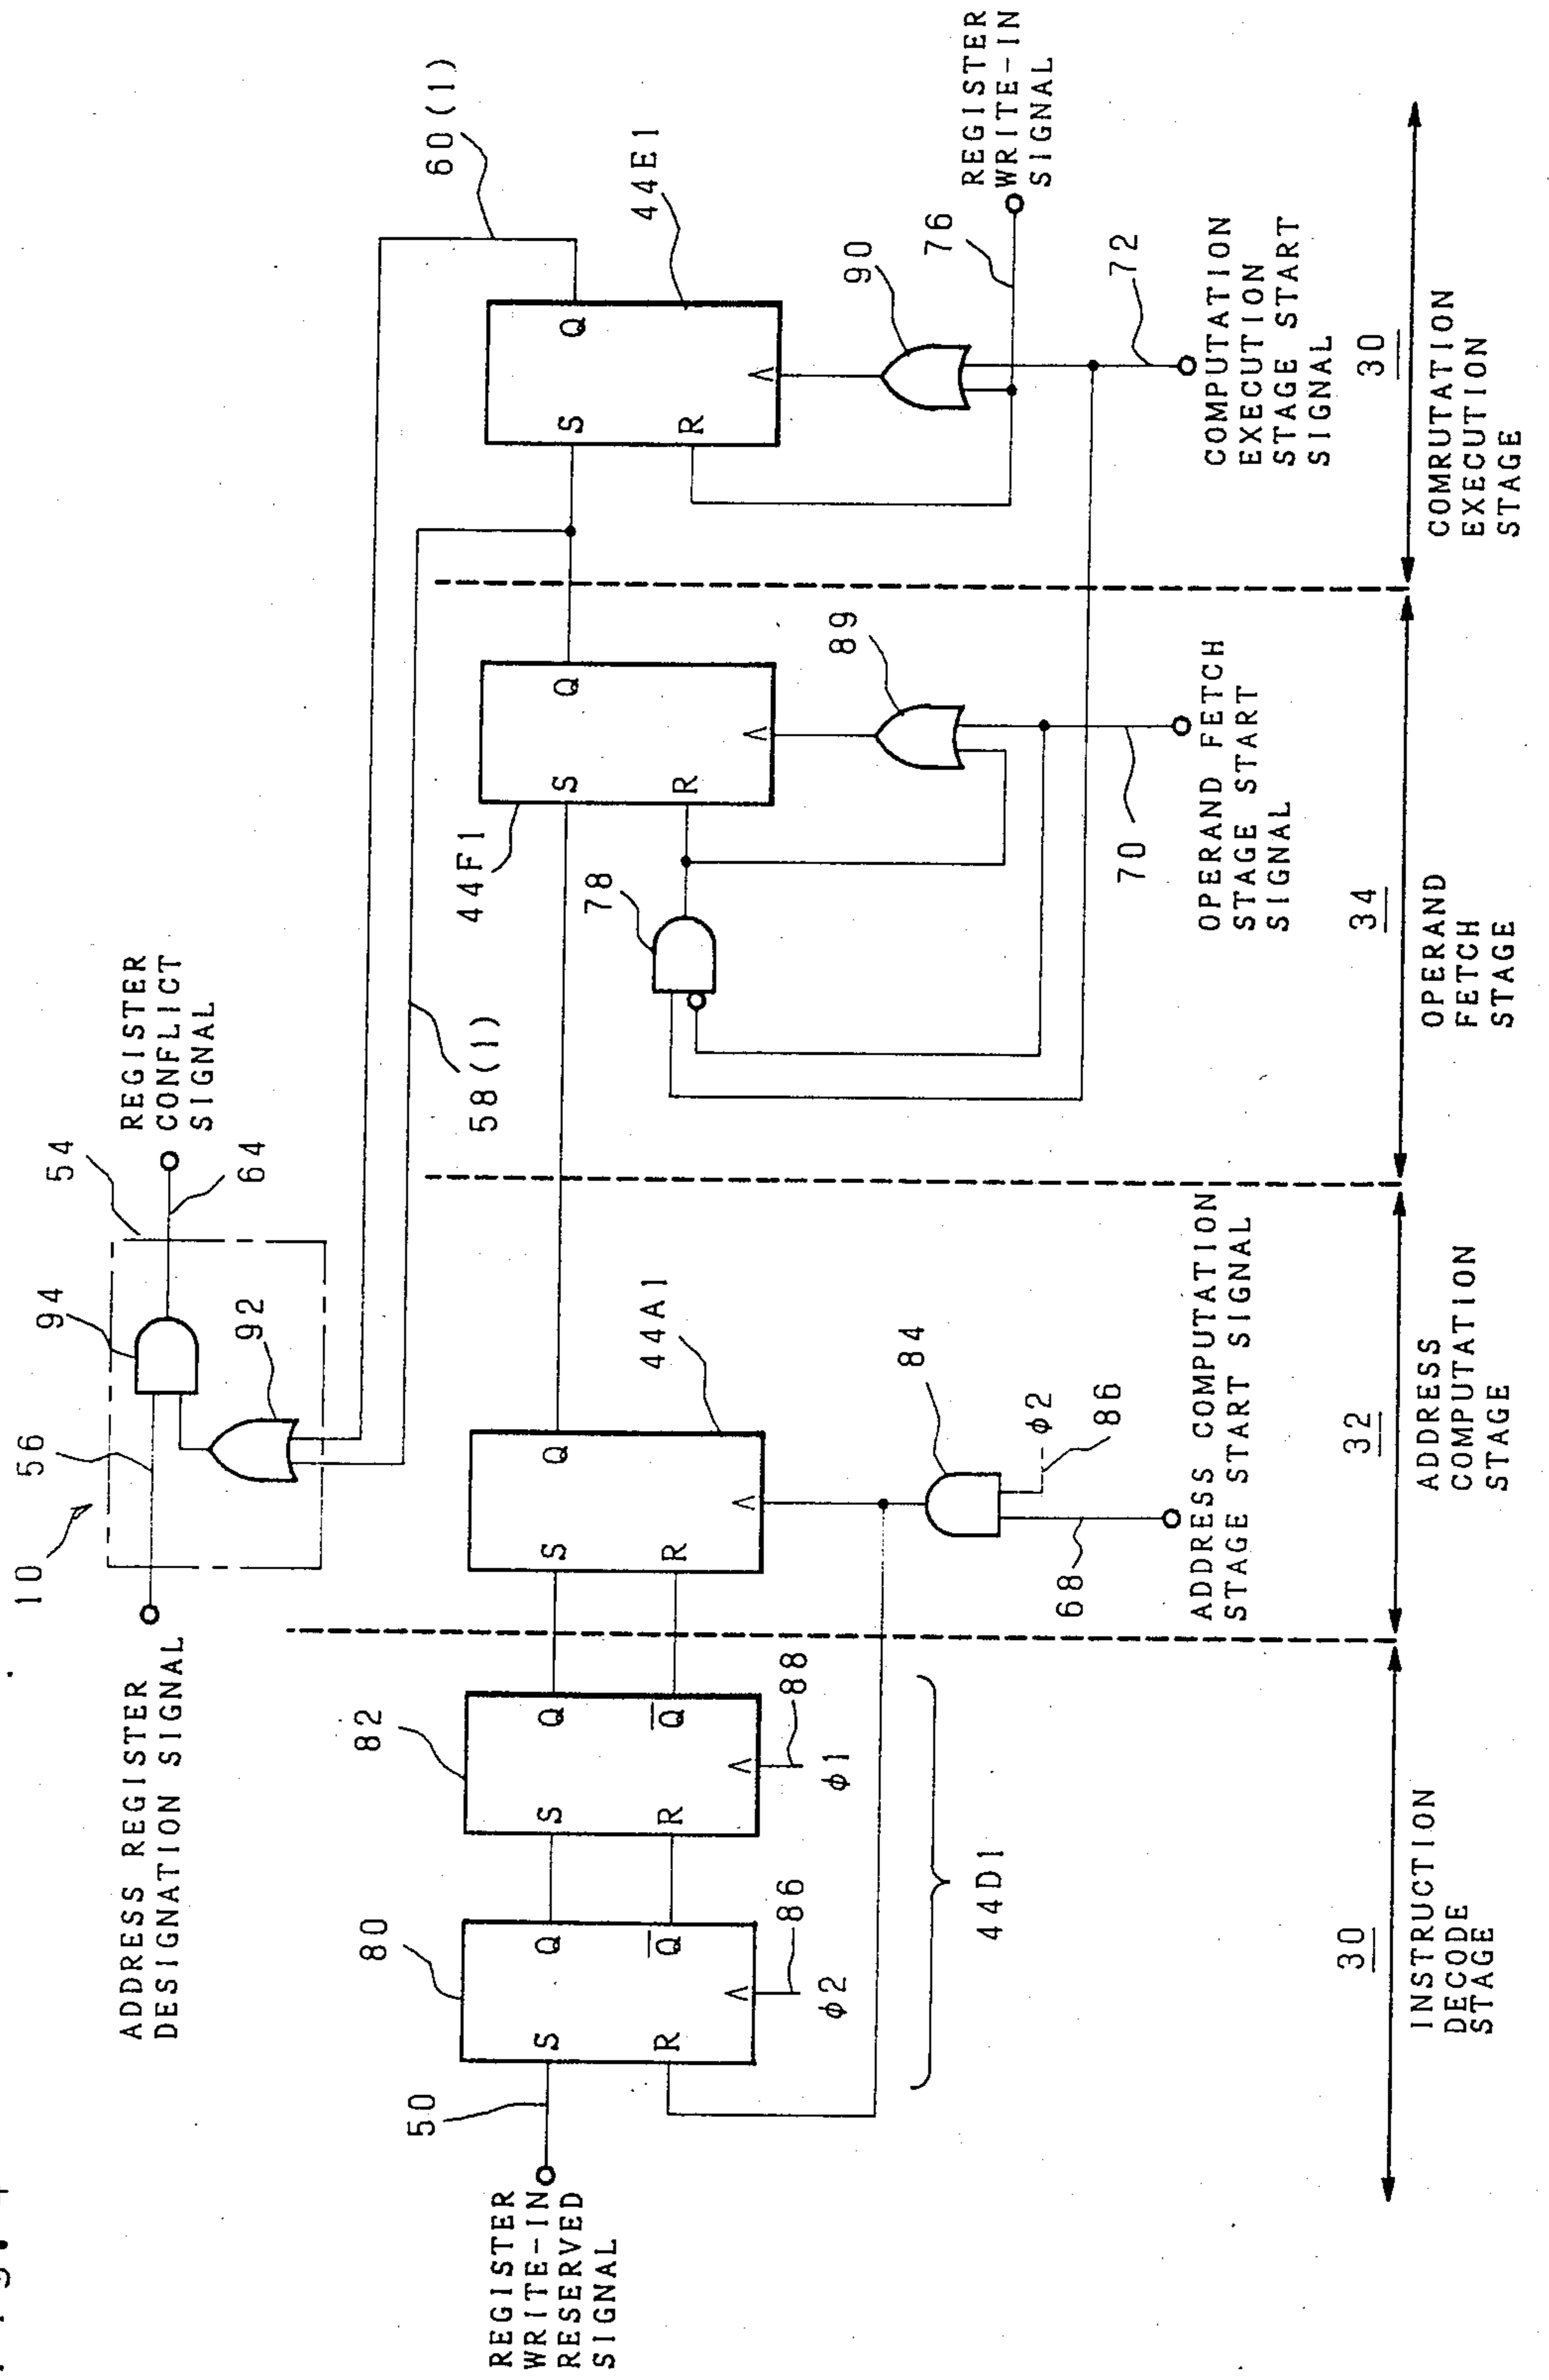 10
56
94
54
92
64
ADDRESS REGISTER
DESIGNATION SIGNAL
REGISTER
CONFLICT
SIGNAL
58(1)
60(1)
REGISTER
WRITE-IN
RESERVED
SIGNAL
50
80
S
R
Q
Q
86
φ2
82
S
R
Q
Q
88
φ1
44D1
44A1
S
R
Q
84
φ2
86
68
ADDRESS COMPUTATION
STAGE START SIGNAL
44F1
S
R
Q
78
89
70
OPERAND FETCH
STAGE START
SIGNAL
44E1
S
R
Q
90
76
REGISTER
WRITE-IN
SIGNAL
72
COMPUTATION
EXECUTION
STAGE START
SIGNAL
30
INSTRUCTION
DECODE
STAGE
32
ADDRESS
COMPUTATION
STAGE
34
OPERAND
FETCH
STAGE
30
COMRUTATION
EXECUTION
STAGE